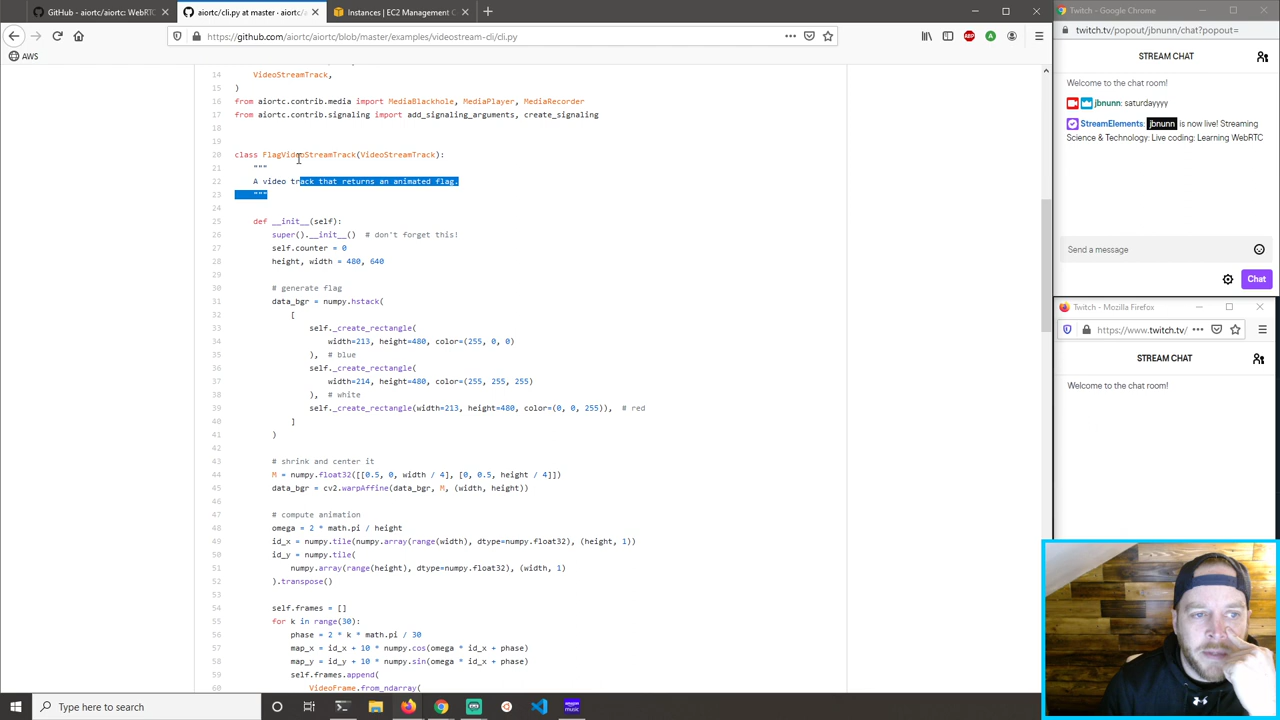 GitHub - aiortc/aiortc: WebRTC
aiortc/cli.py at master · aiortc/
Instances | EC2 Management C
https://github.com/aiortc/aiortc/blob/master/examples/videostream-cli/cli.py
AWS
14 VideoStreamTrack,
15 )
16 from aiortc.contrib.media import MediaBlackhole, MediaPlayer, MediaRecorder
17 from aiortc.contrib.signaling import add_signaling_arguments, create_signaling
18
19
20 class FlagVideoStreamTrack(VideoStreamTrack):
21 """
22 A video track that returns an animated flag.
23 """
24
25 def __init__(self):
26 super().__init__() # don't forget this!
27 self.counter = 0
28 height, width = 480, 640
29
30 # generate flag
31 data_bgr = numpy.hstack(
32 [
33 self._create_rectangle(
34 width=213, height=480, color=(255, 0, 0)
35 ), # blue
36 self._create_rectangle(
37 width=214, height=480, color=(255, 255, 255)
38 ), # white
39 self._create_rectangle(width=213, height=480, color=(0, 0, 255)), # red
40 ]
41 )
42
43 # shrink and center it
44 M = numpy.float32([[0.5, 0, width / 4], [0, 0.5, height / 4]])
45 data_bgr = cv2.warpAffine(data_bgr, M, (width, height))
46
47 # compute animation
48 omega = 2 * math.pi / height
49 id_x = numpy.tile(numpy.array(range(width), dtype=numpy.float32), (height, 1))
50 id_y = numpy.tile(
51 numpy.array(range(height), dtype=numpy.float32), (width, 1)
52 ).transpose()
53
54 self.frames = []
55 for k in range(30):
56 phase = 2 * k * math.pi / 30
57 map_x = id_x + 10 * numpy.cos(omega * id_x + phase)
58 map_y = id_y + 10 * numpy.sin(omega * id_x + phase)
59 self.frames.append(
60 VideoFrame.from_ndarray(
Type here to search
Twitch - Google Chrome
twitch.tv/popout/jbnunn/chat?popout=
STREAM CHAT
Welcome to the chat room!
jbnunn: saturdayyyy
StreamElements: jbnunn is now live! Streaming
Science & Technology: Live coding: Learning WebRTC
Send a message
Chat
Twitch - Mozilla Firefox
https://www.twitch.tv/
STREAM CHAT
Welcome to the chat room!